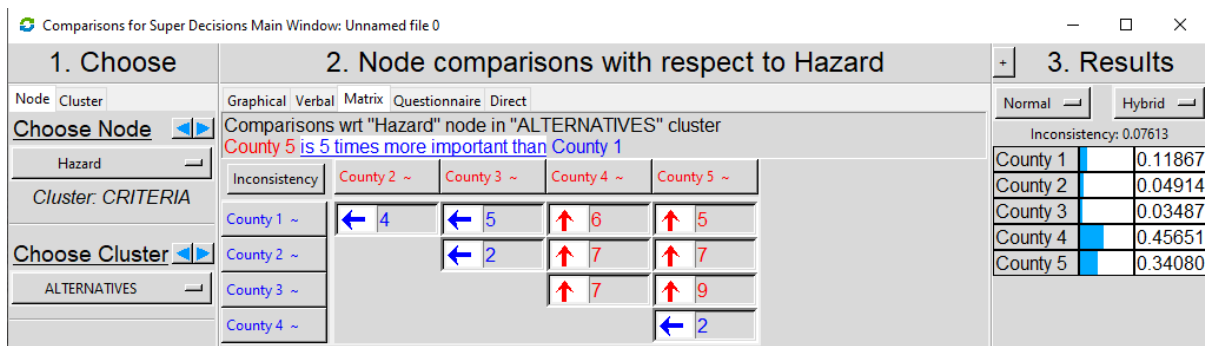 Comparisons for Super Decisions Main Window: Unnamed file 0
1. Choose
2. Node comparisons with respect to Hazard
+ 3. Results
Node Cluster
Graphical Verbal Matrix Questionnaire Direct
Normal Hybrid
Choose Node
Comparisons wrt "Hazard" node in "ALTERNATIVES" cluster
County 5 is 5 times more important than County 1
Inconsistency: 0.07613
Hazard
Cluster: CRITERIA
Choose Cluster
ALTERNATIVES
Inconsistency County 2 ~ County 3 ~ County 4 ~ County 5 ~
County 1 ~ 4 5 6 5
County 2 ~ 2 7 7
County 3 ~ 7 9
County 4 ~ 2
County 1 0.11867
County 2 0.04914
County 3 0.03487
County 4 0.45651
County 5 0.34080